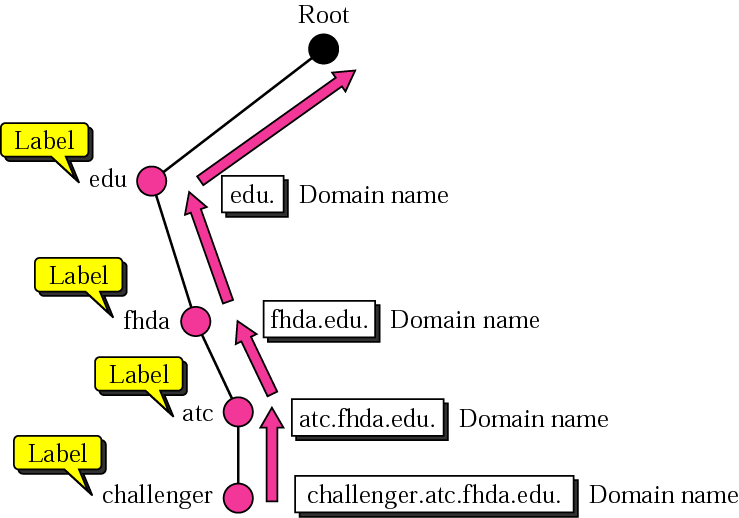 Root
Label
edu
edu. Domain name
Label
fhda
fhda.edu. Domain name
Label
atc
atc.fhda.edu. Domain name
Label
challenger
challenger.atc.fhda.edu. Domain name